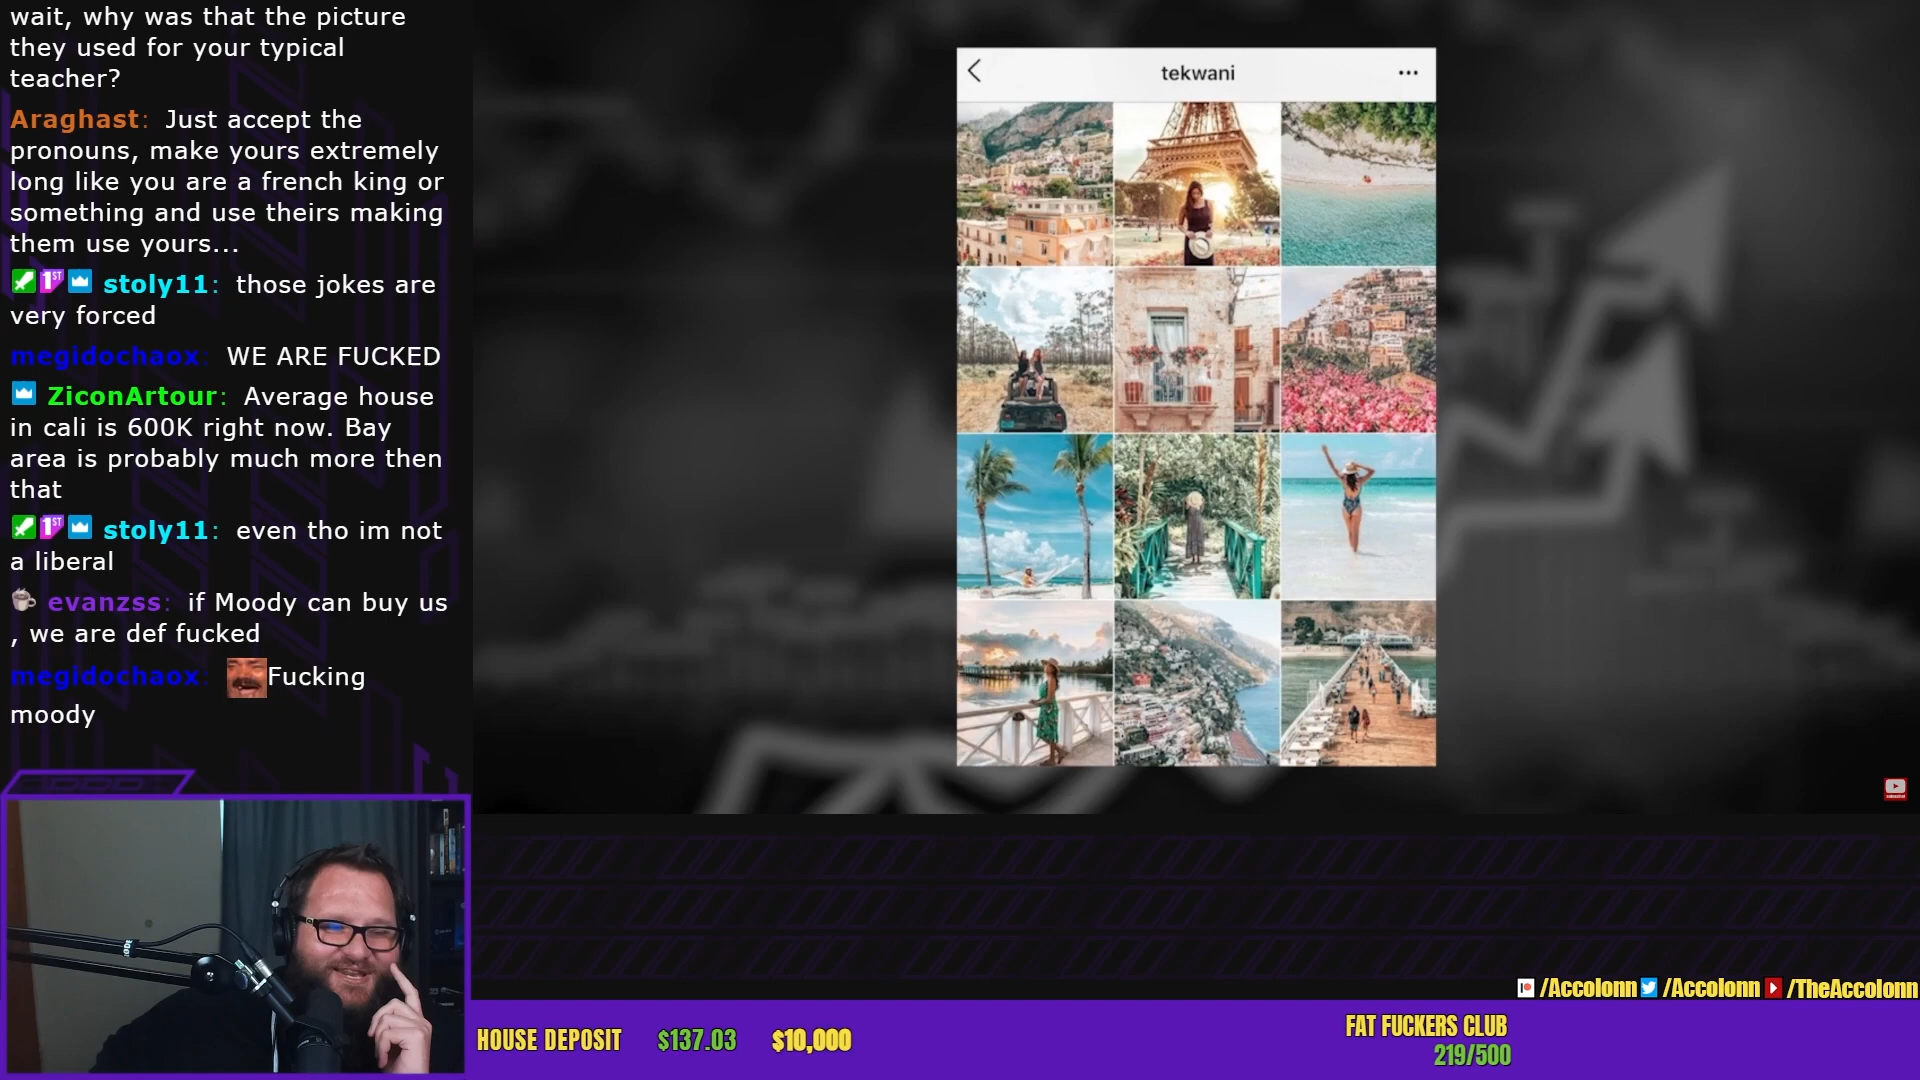 wait, why was that the picture
they used for your typical
teacher?
Araghast: Just accept the
pronouns, make yours extremely
long like you are a french king or
something and use theirs making
them use yours...
1ST stoly11: those jokes are
very forced
megidochaox: WE ARE FUCKED
ZiconArtour: Average house
in cali is 600K right now. Bay
area is probably much more then
that
1ST stoly11: even tho im not
a liberal
evanzss: if Moody can buy us
, we are def fucked
megidochaox: Fucking
moody
tekwani
/Accolonn /Accolonn /TheAccolonn
HOUSE DEPOSIT $137.03 $10,000
FAT FUCKERS CLUB
219/500